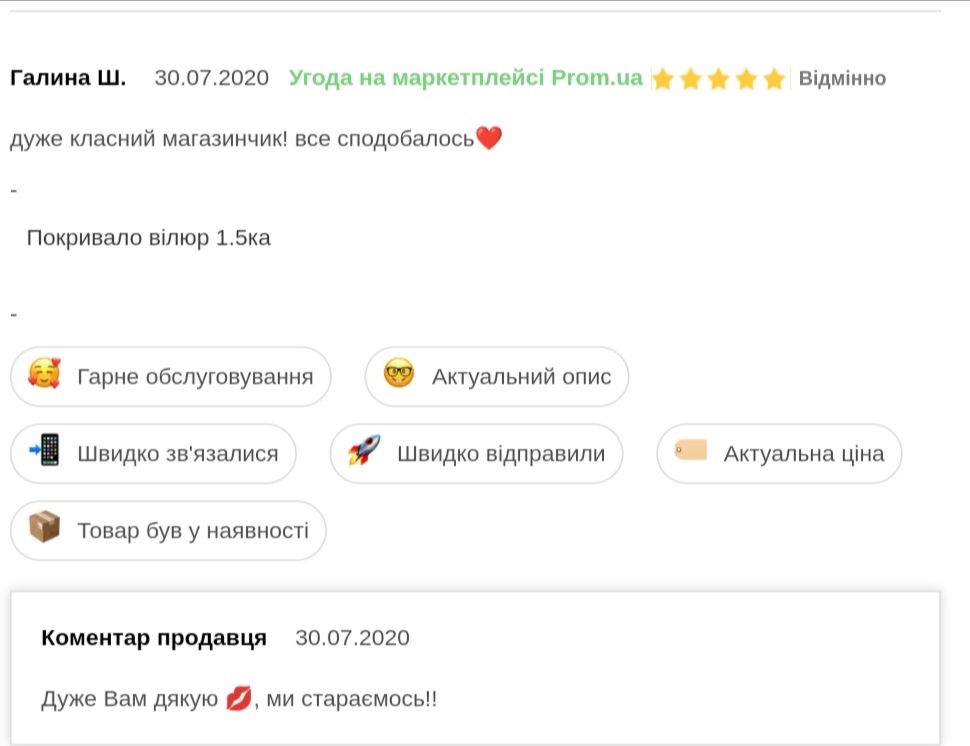 Галина Ш. 30.07.2020 Угода на маркетплейсі Prom.ua ⭐⭐⭐⭐⭐ Відмінно
дуже класний магазинчик! все сподобалось❤️
-
Покривало вілюр 1.5ка
-
🥰 Гарне обслуговування 🤓 Актуальний опис
📲 Швидко зв'язалися 🚀 Швидко відправили 🏷️ Актуальна ціна
📦 Товар був у наявності
Коментар продавця 30.07.2020
Дуже Вам дякую 💋, ми стараємось!!